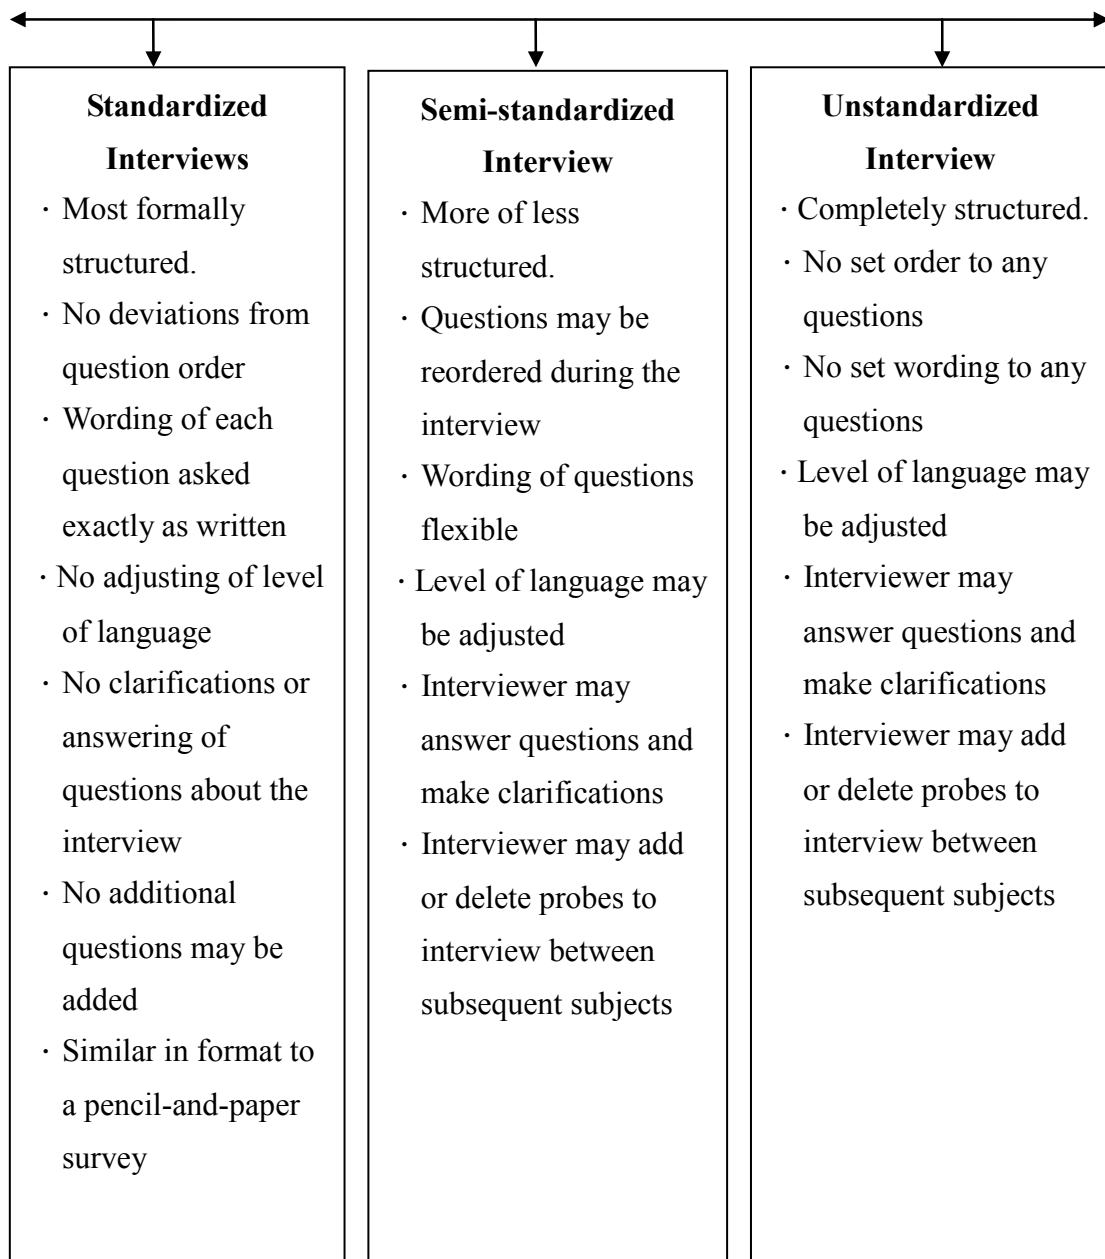 Standardized
Interviews
· Most formally
structured.
· No deviations from
question order
· Wording of each
question asked
exactly as written
· No adjusting of level
of language
· No clarifications or
answering of
questions about the
interview
· No additional
questions may be
added
· Similar in format to
a pencil-and-paper
survey
Semi-standardized
Interview
· More of less
structured.
· Questions may be
reordered during the
interview
· Wording of questions
flexible
· Level of language may
be adjusted
· Interviewer may
answer questions and
make clarifications
· Interviewer may add
or delete probes to
interview between
subsequent subjects
Unstandardized
Interview
· Completely structured.
· No set order to any
questions
· No set wording to any
questions
· Level of language may
be adjusted
· Interviewer may
answer questions and
make clarifications
· Interviewer may add
or delete probes to
interview between
subsequent subjects